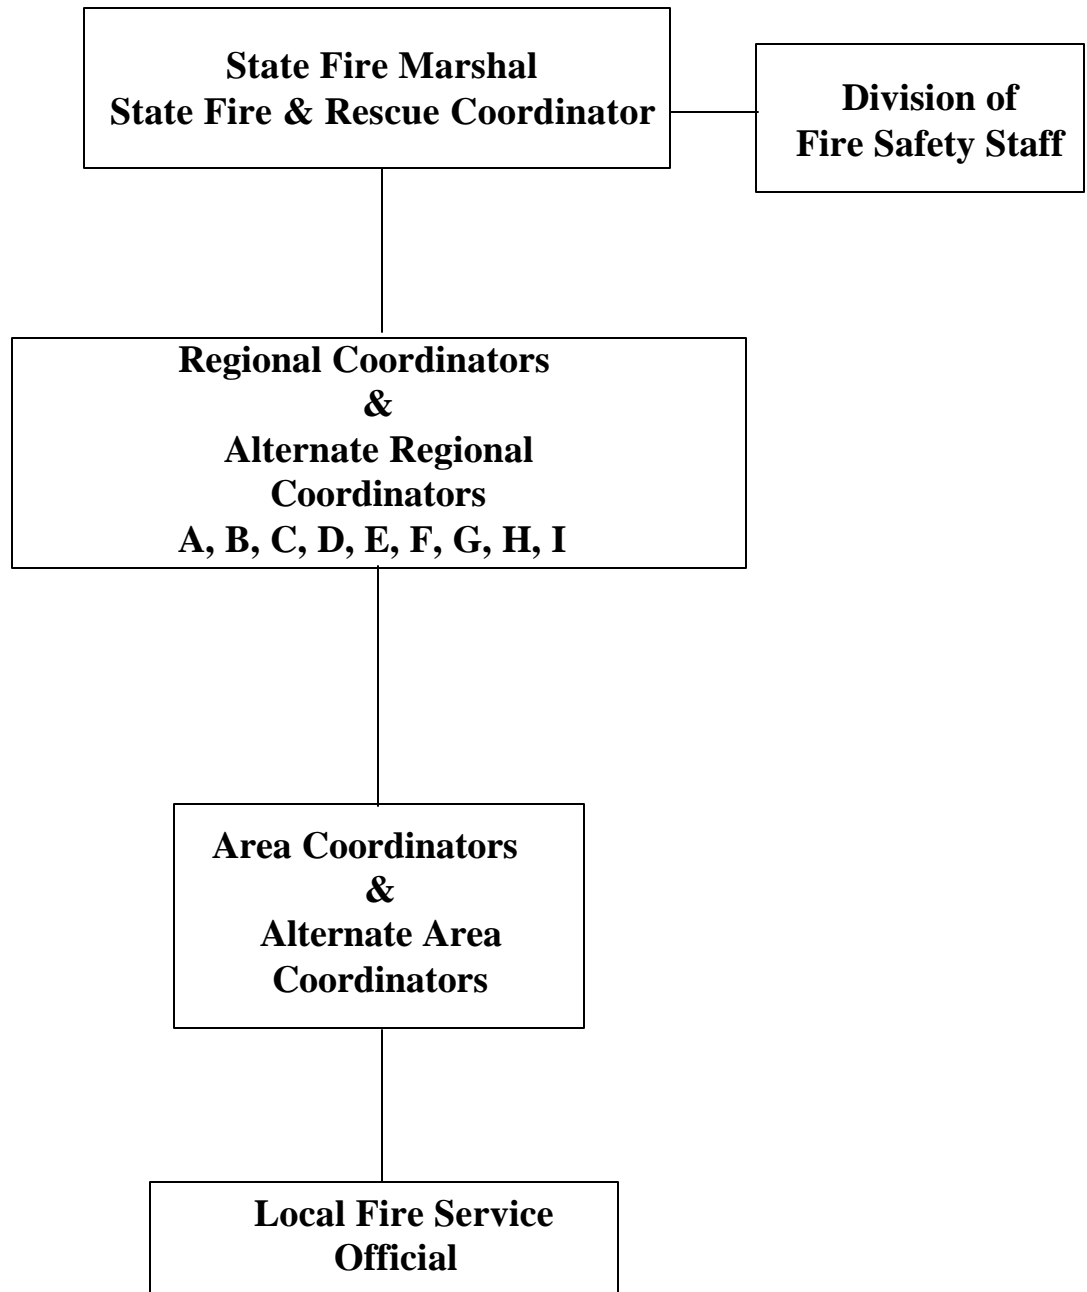 State Fire Marshal
State Fire & Rescue Coordinator
Division of
Fire Safety Staff
Regional Coordinators
&
Alternate Regional
Coordinators
A, B, C, D, E, F, G, H, I
Area Coordinators
&
Alternate Area
Coordinators
Local Fire Service
Official